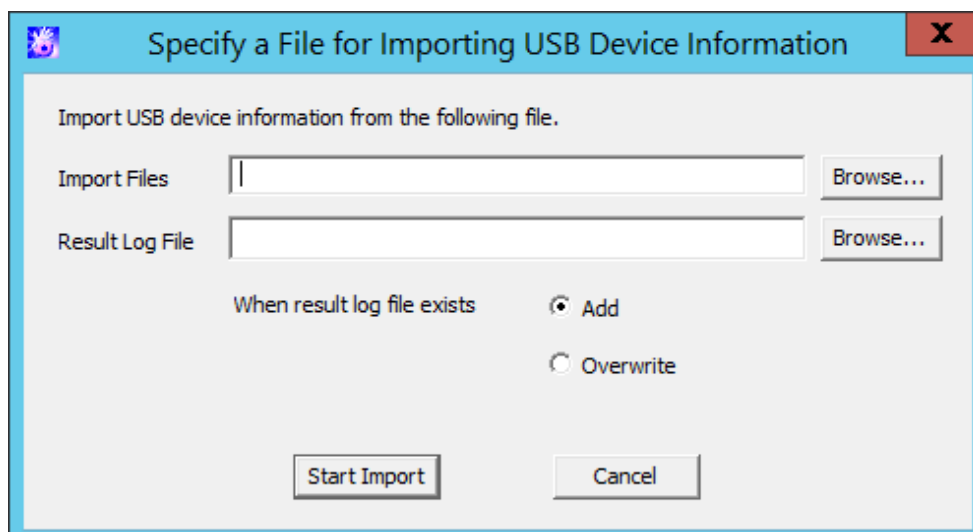 Specify a File for Importing USB Device Information
X
Import USB device information from the following file.
Import Files
Browse...
Result Log File
Browse...
When result log file exists
Add
Overwrite
Start Import
Cancel